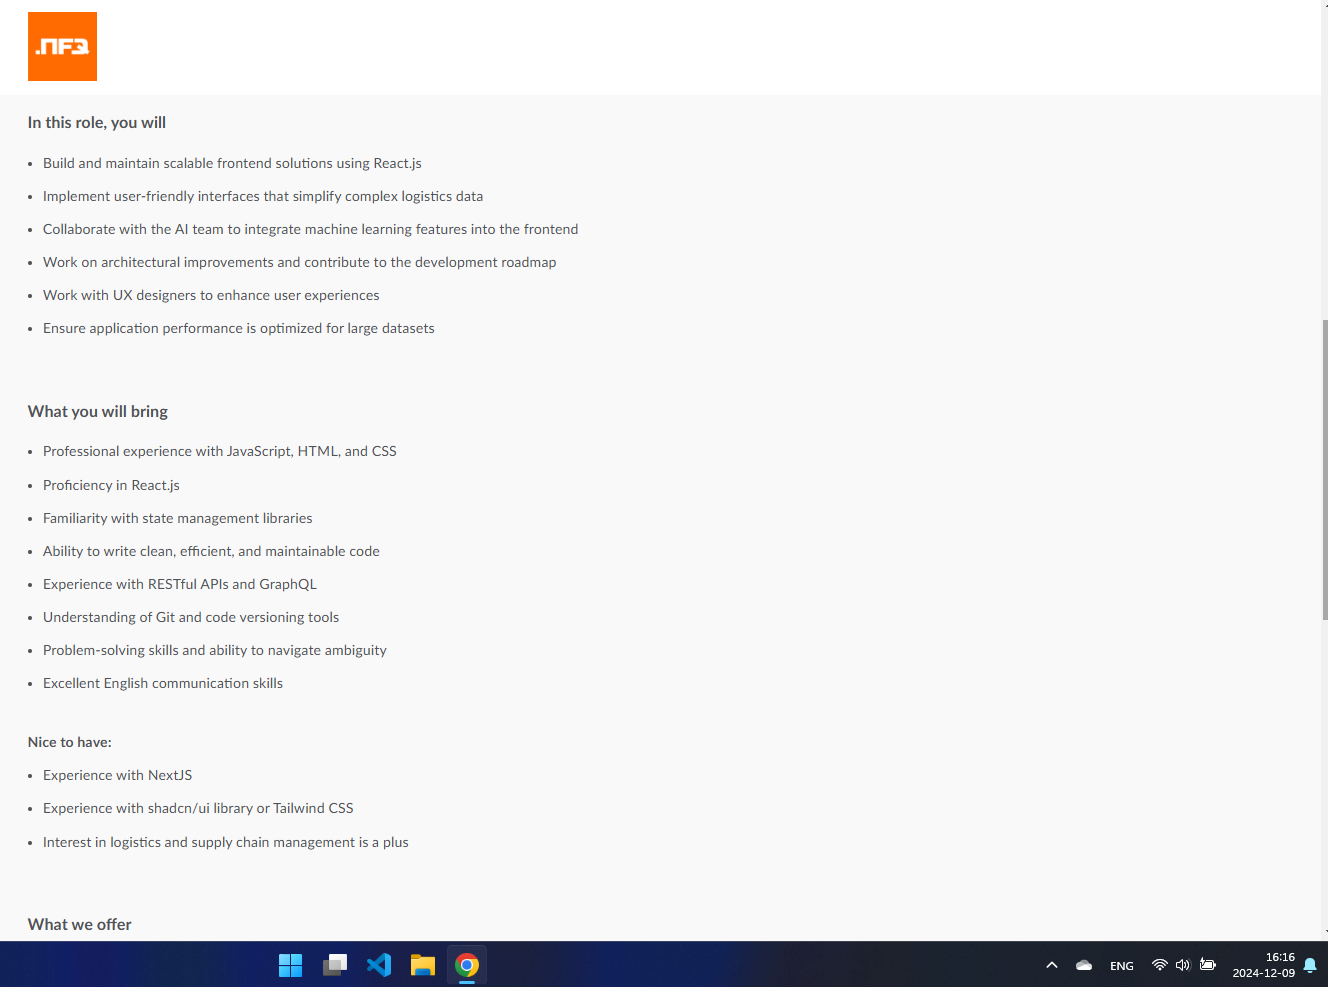 .NFQ
In this role, you will
Build and maintain scalable frontend solutions using React.js
Implement user-friendly interfaces that simplify complex logistics data
Collaborate with the AI team to integrate machine learning features into the frontend
Work on architectural improvements and contribute to the development roadmap
Work with UX designers to enhance user experiences
Ensure application performance is optimized for large datasets
What you will bring
Professional experience with JavaScript, HTML, and CSS
Proficiency in React.js
Familiarity with state management libraries
Ability to write clean, efficient, and maintainable code
Experience with RESTful APIs and GraphQL
Understanding of Git and code versioning tools
Problem-solving skills and ability to navigate ambiguity
Excellent English communication skills
Nice to have:
Experience with NextJS
Experience with shadcn/ui library or Tailwind CSS
Interest in logistics and supply chain management is a plus
What we offer
ENG
16:16
2024-12-09